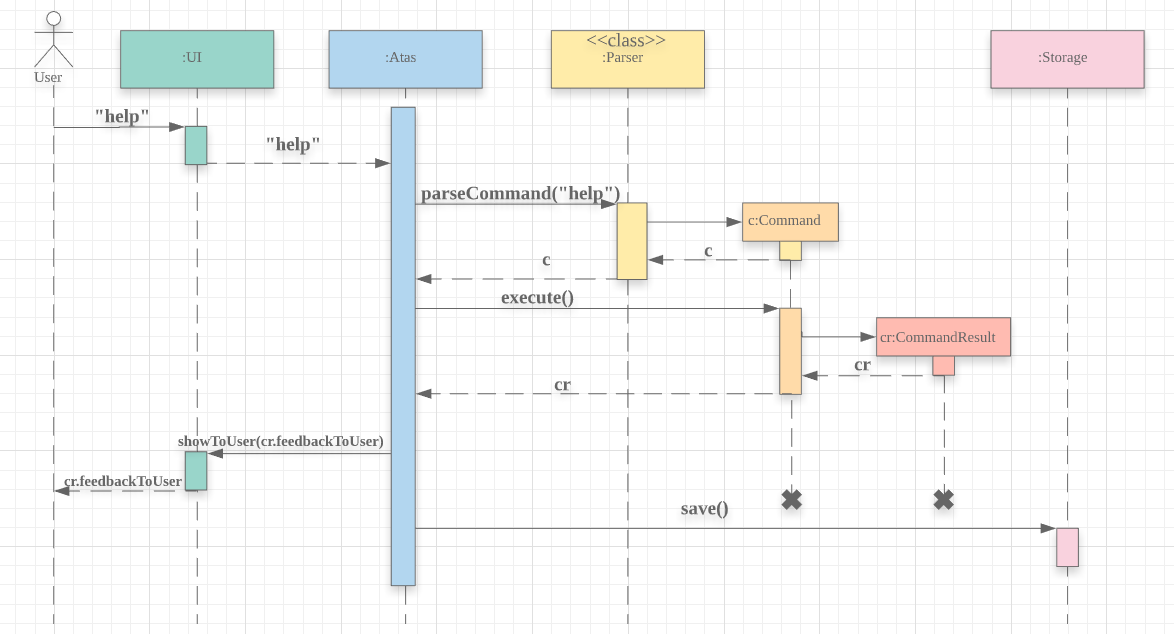 User
:UI
:Atas
<<class>>
:Parser
:Storage
"help"
"help"
parseCommand("help")
c:Command
c
c
execute()
cr:CommandResult
cr
cr
showToUser(cr.feedbackToUser)
cr.feedbackToUser
save()